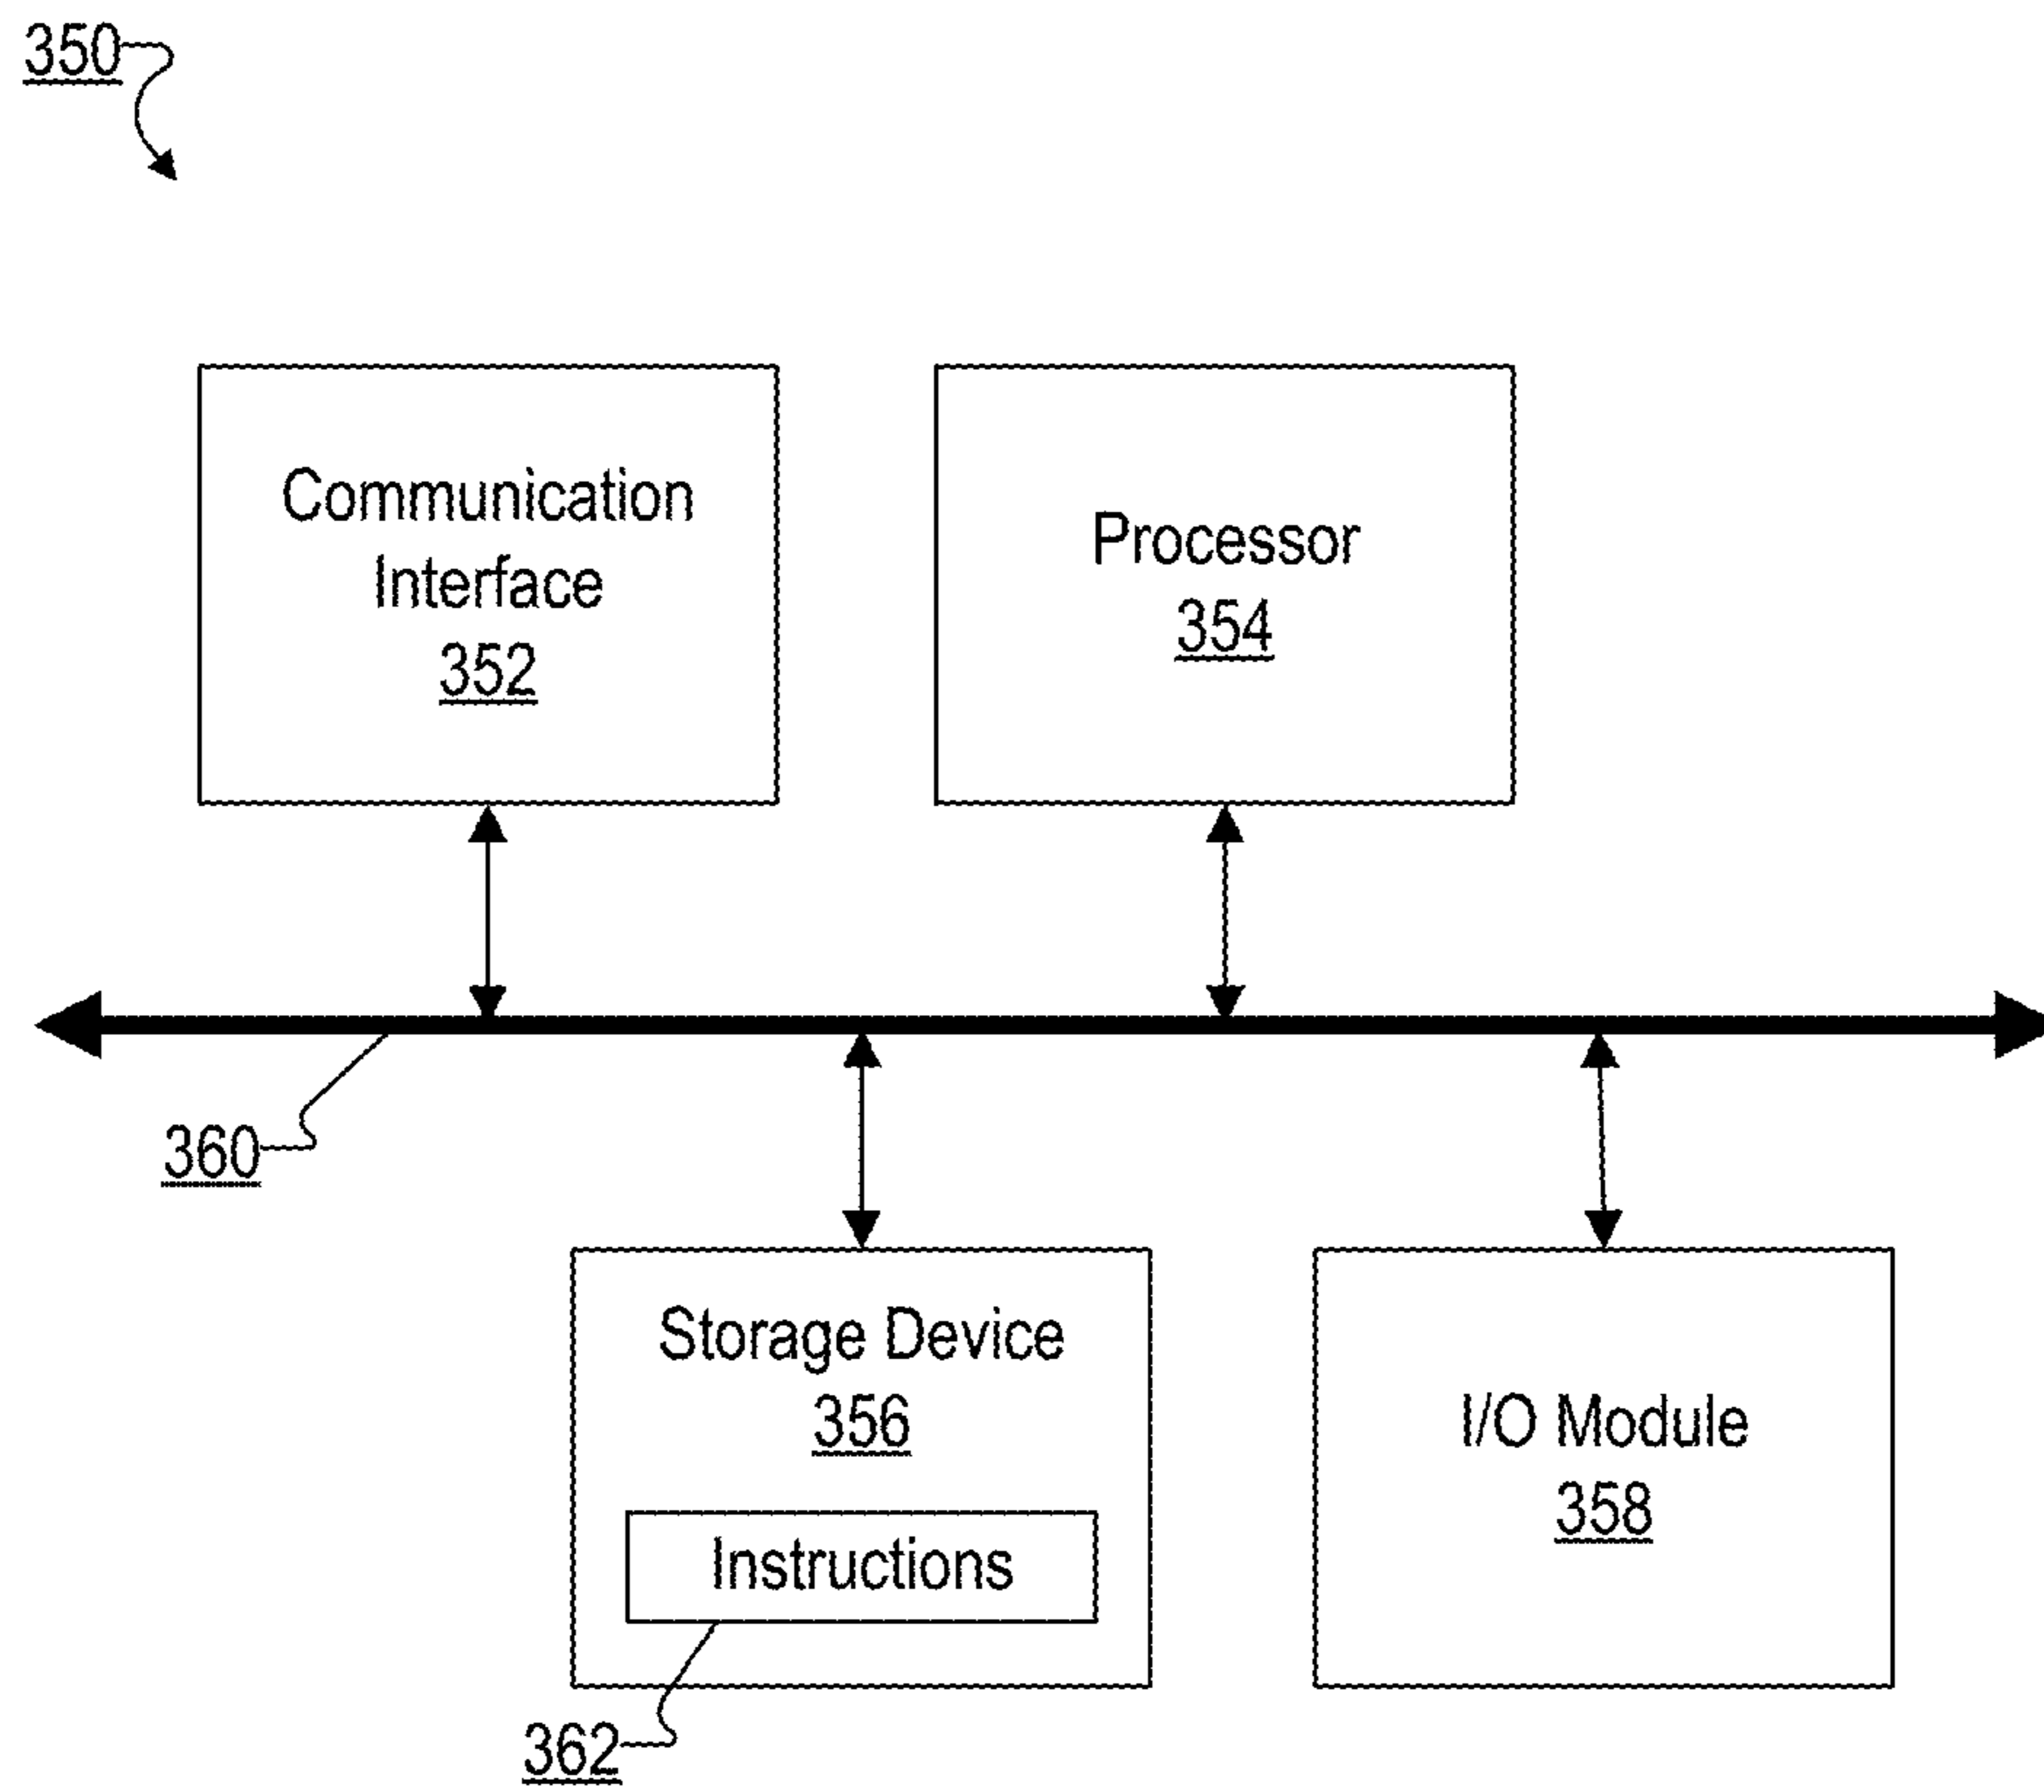 350
Communication
Interface
352
Processor
354
360
Storage Device
356
Instructions
362
I/O Module
358